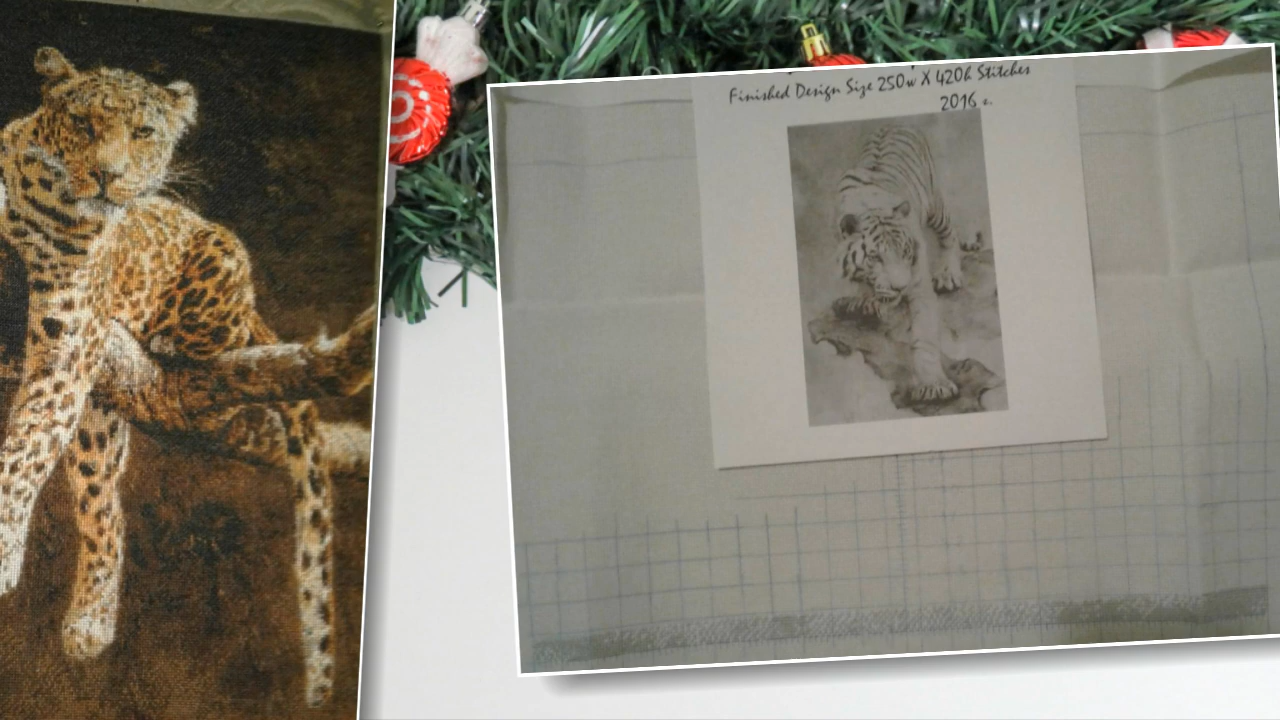 Finished Design Size 250w X 420h Stitches
2016 г.